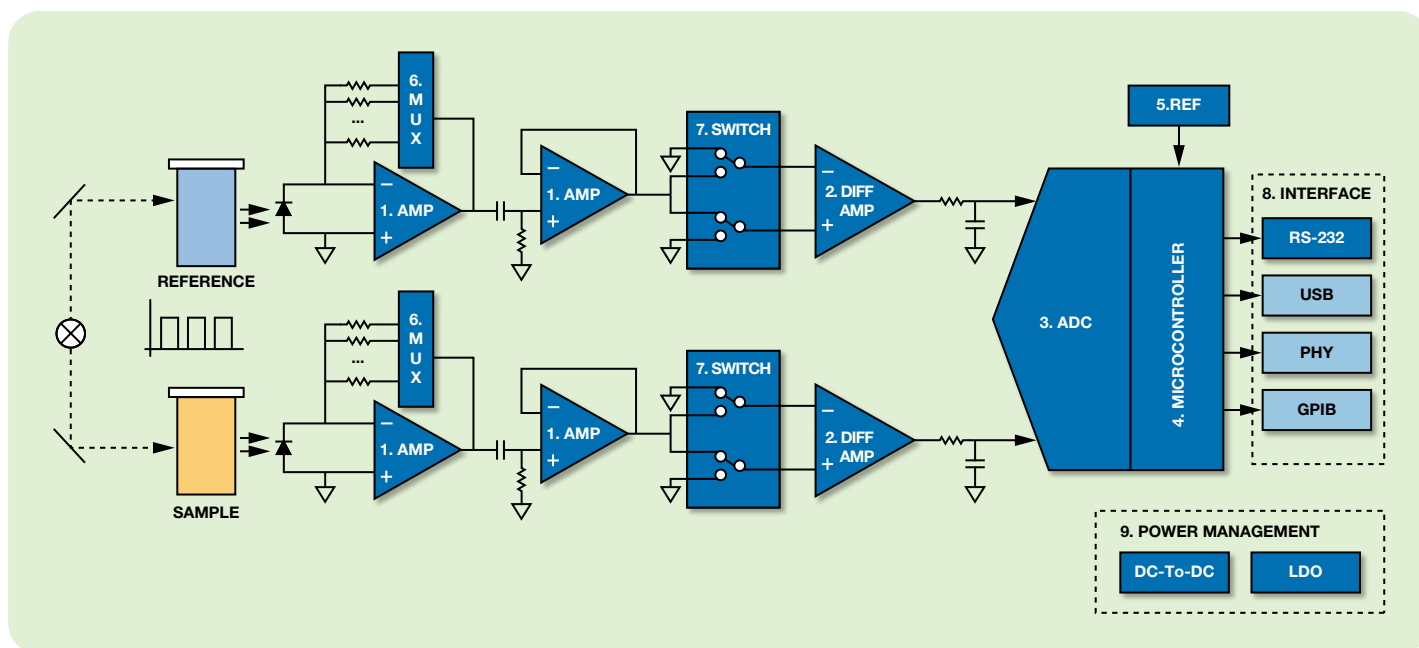 6.
M
U
X
...
1. AMP
1. AMP
7. SWITCH
2. DIFF
AMP
5.REF
REFERENCE
8. INTERFACE
RS-232
USB
PHY
GPIB
3. ADC
4. MICROCONTROLLER
6.
M
U
X
...
1. AMP
1. AMP
7. SWITCH
2. DIFF
AMP
SAMPLE
9. POWER MANAGEMENT
DC-To-DC
LDO